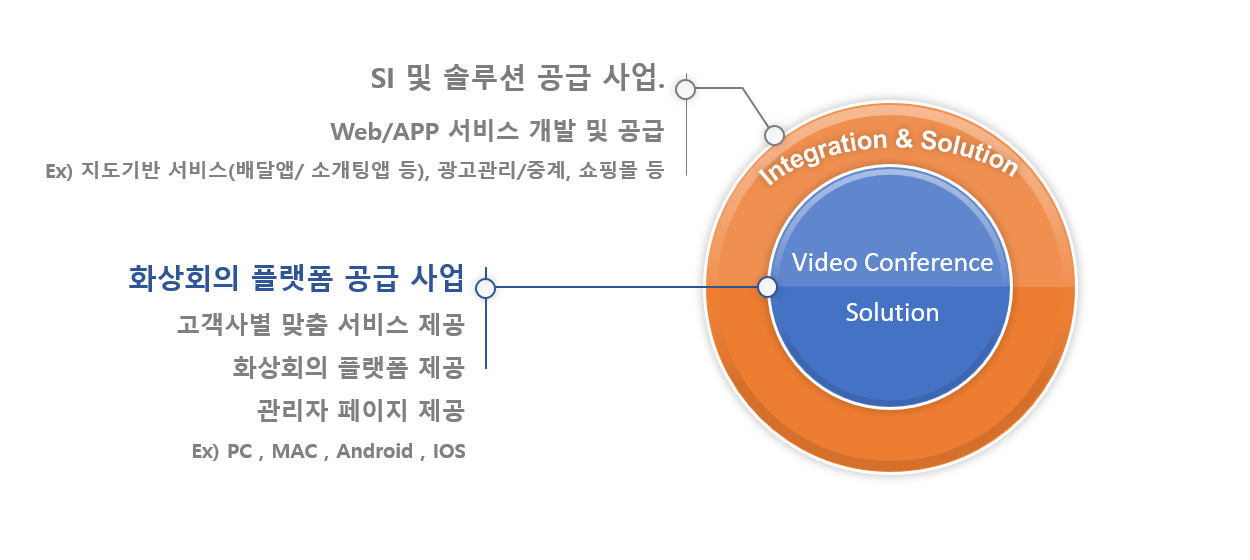 SI 및 솔루션 공급 사업.
Web/APP 서비스 개발 및 공급
Ex) 지도기반 서비스(배달앱/ 소개팅앱 등), 광고관리/중계, 쇼핑몰 등
Integration & Solution
Video Conference
Solution
화상회의 플랫폼 공급 사업
고객사별 맞춤 서비스 제공
화상회의 플랫폼 제공
관리자 페이지 제공
Ex) PC , MAC , Android , IOS